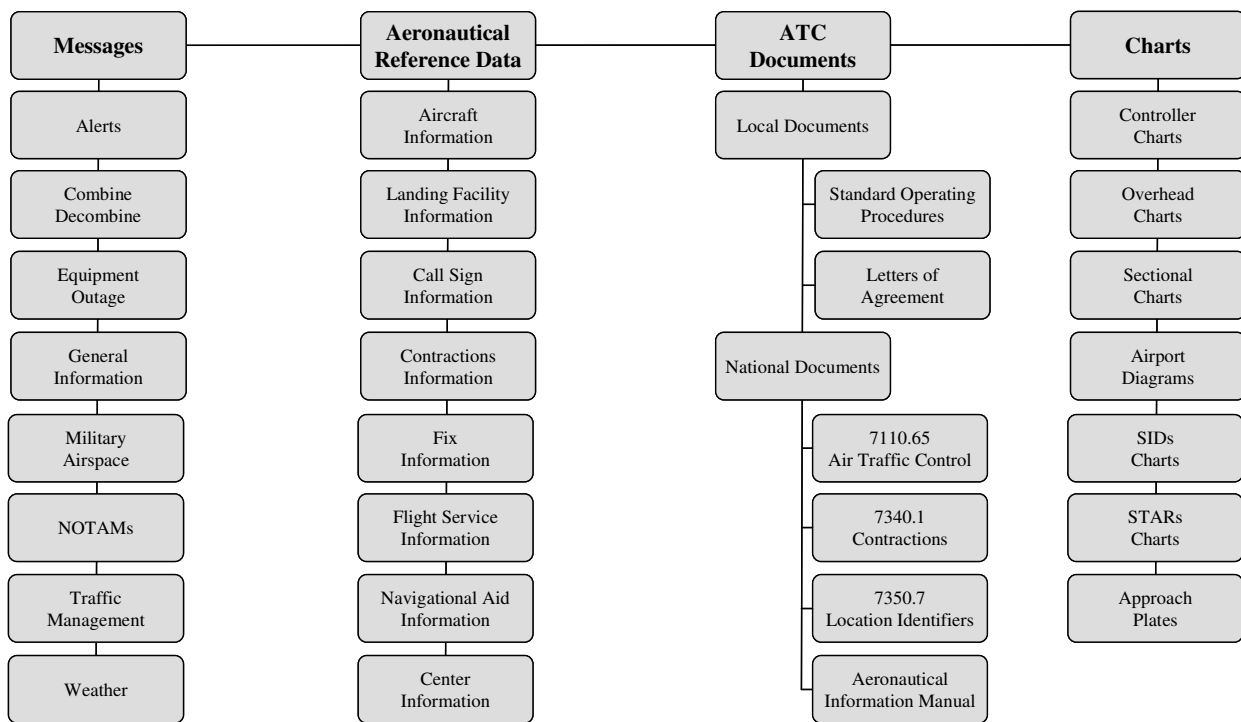 Messages
Alerts
Combine
Decombine
Equipment
Outage
General
Information
Military
Airspace
NOTAMs
Traffic
Management
Weather
Aeronautical
Reference Data
Aircraft
Information
Landing Facility
Information
Call Sign
Information
Contractions
Information
Fix
Information
Flight Service
Information
Navigational Aid
Information
Center
Information
ATC
Documents
Local Documents
Standard Operating
Procedures
Letters of
Agreement
National Documents
7110.65
Air Traffic Control
7340.1
Contractions
7350.7
Location Identifiers
Aeronautical
Information Manual
Charts
Controller
Charts
Overhead
Charts
Sectional
Charts
Airport
Diagrams
SIDs
Charts
STARs
Charts
Approach
Plates